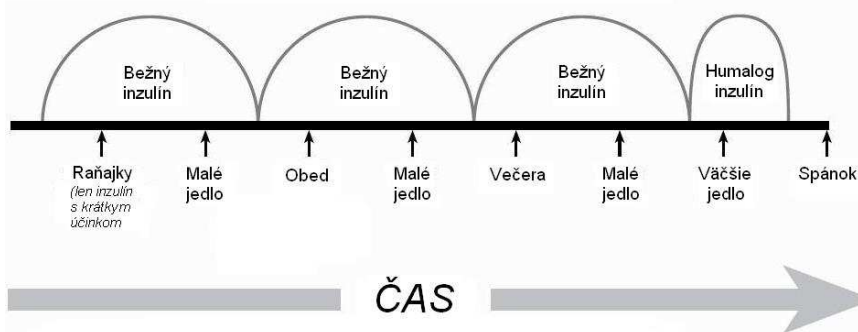 Bežný
inzulín
Bežný
inzulín
Bežný
inzulín
Humalog
inzulín
Raňajky
(len inzulín
s krátkym
účinkom
Malé
jedlo
Obed
Malé
jedlo
Večera
Malé
jedlo
Väčšie
jedlo
Spánok
ČAS